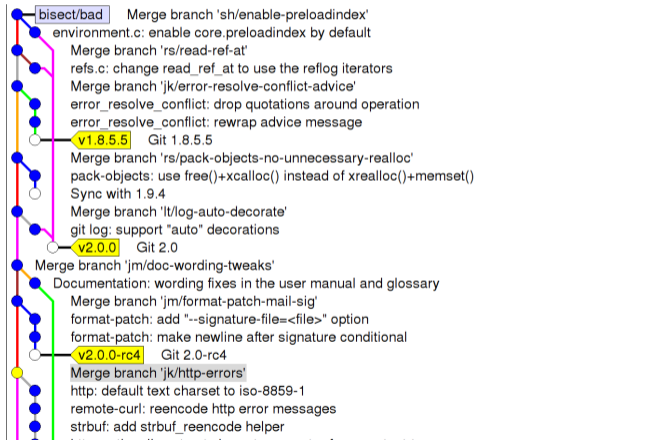 bisect/bad Merge branch 'sh/enable-preloadindex'
environment.c: enable core.preloadindex by default
Merge branch 'rs/read-ref-at'
refs.c: change read_ref_at to use the reflog iterators
Merge branch 'jk/error-resolve-conflict-advice'
error_resolve_conflict: drop quotations around operation
error_resolve_conflict: rewrap advice message
v1.8.5.5 Git 1.8.5.5
Merge branch 'rs/pack-objects-no-unnecessary-realloc'
pack-objects: use free()+xcalloc() instead of xrealloc()+memset()
Sync with 1.9.4
Merge branch 'lt/log-auto-decorate'
git log: support "auto" decorations
v2.0.0 Git 2.0
Merge branch 'jm/doc-wording-tweaks'
Documentation: wording fixes in the user manual and glossary
Merge branch 'jm/format-patch-mail-sig'
format-patch: add "--signature-file=<file>" option
format-patch: make newline after signature conditional
v2.0.0-rc4 Git 2.0-rc4
Merge branch 'jk/http-errors'
http: default text charset to iso-8859-1
remote-curl: reencode http error messages
strbuf: add strbuf_reencode helper